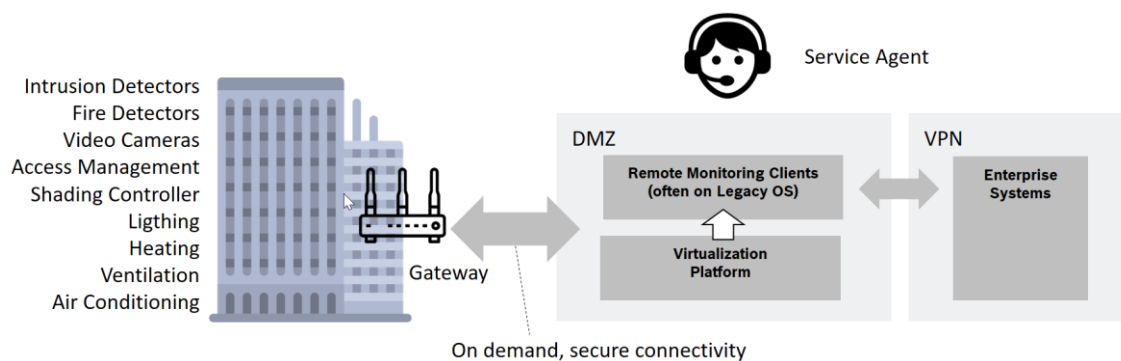 Intrusion Detectors
Fire Detectors
Video Cameras
Access Management
Shading Controller
Ligthing
Heating
Ventilation
Air Conditioning
Gateway
On demand, secure connectivity
Service Agent
DMZ
Remote Monitoring Clients
(often on Legacy OS)
Virtualization
Platform
VPN
Enterprise
Systems